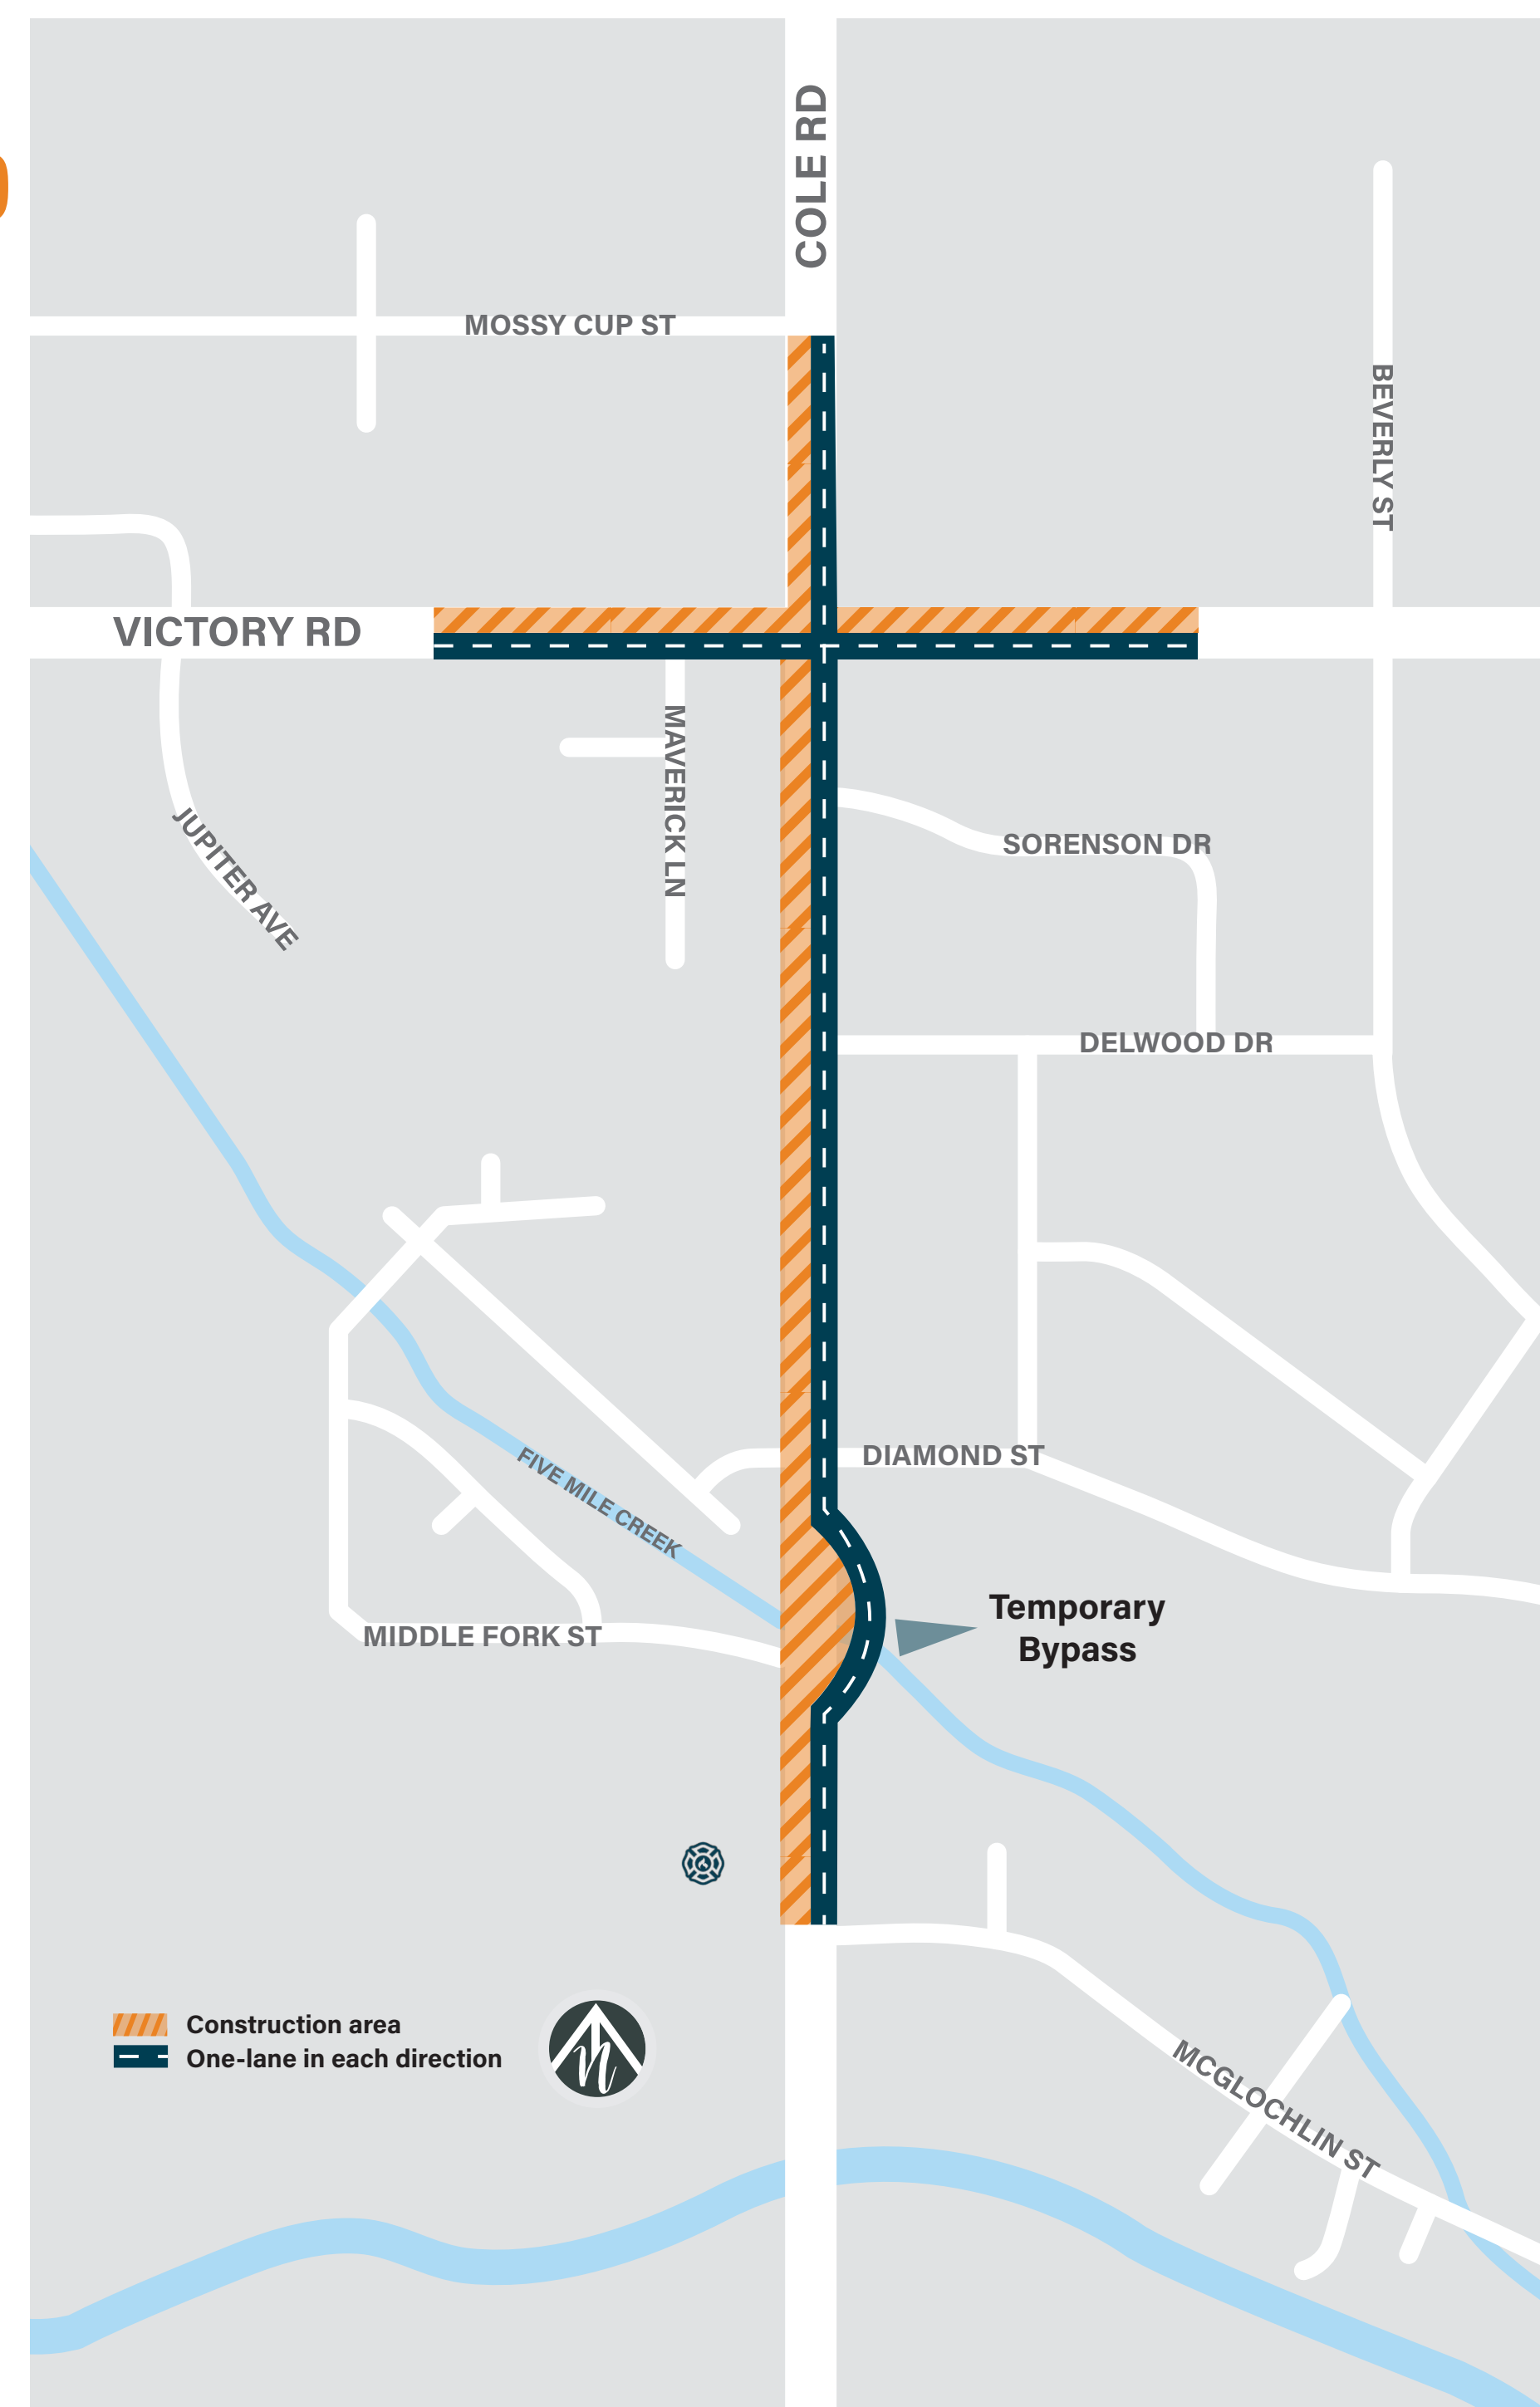 COLE RD
MOSSY CUP ST
BEVERLY ST
VICTORY RD
MAVERICK LN
JUPITER AVE
SORENSON DR
DELWOOD DR
DIAMOND ST
FIVE MILE CREEK
Temporary
Bypass
MIDDLE FORK ST
Construction area
One-lane in each direction
n
MCGLOCHLIN ST